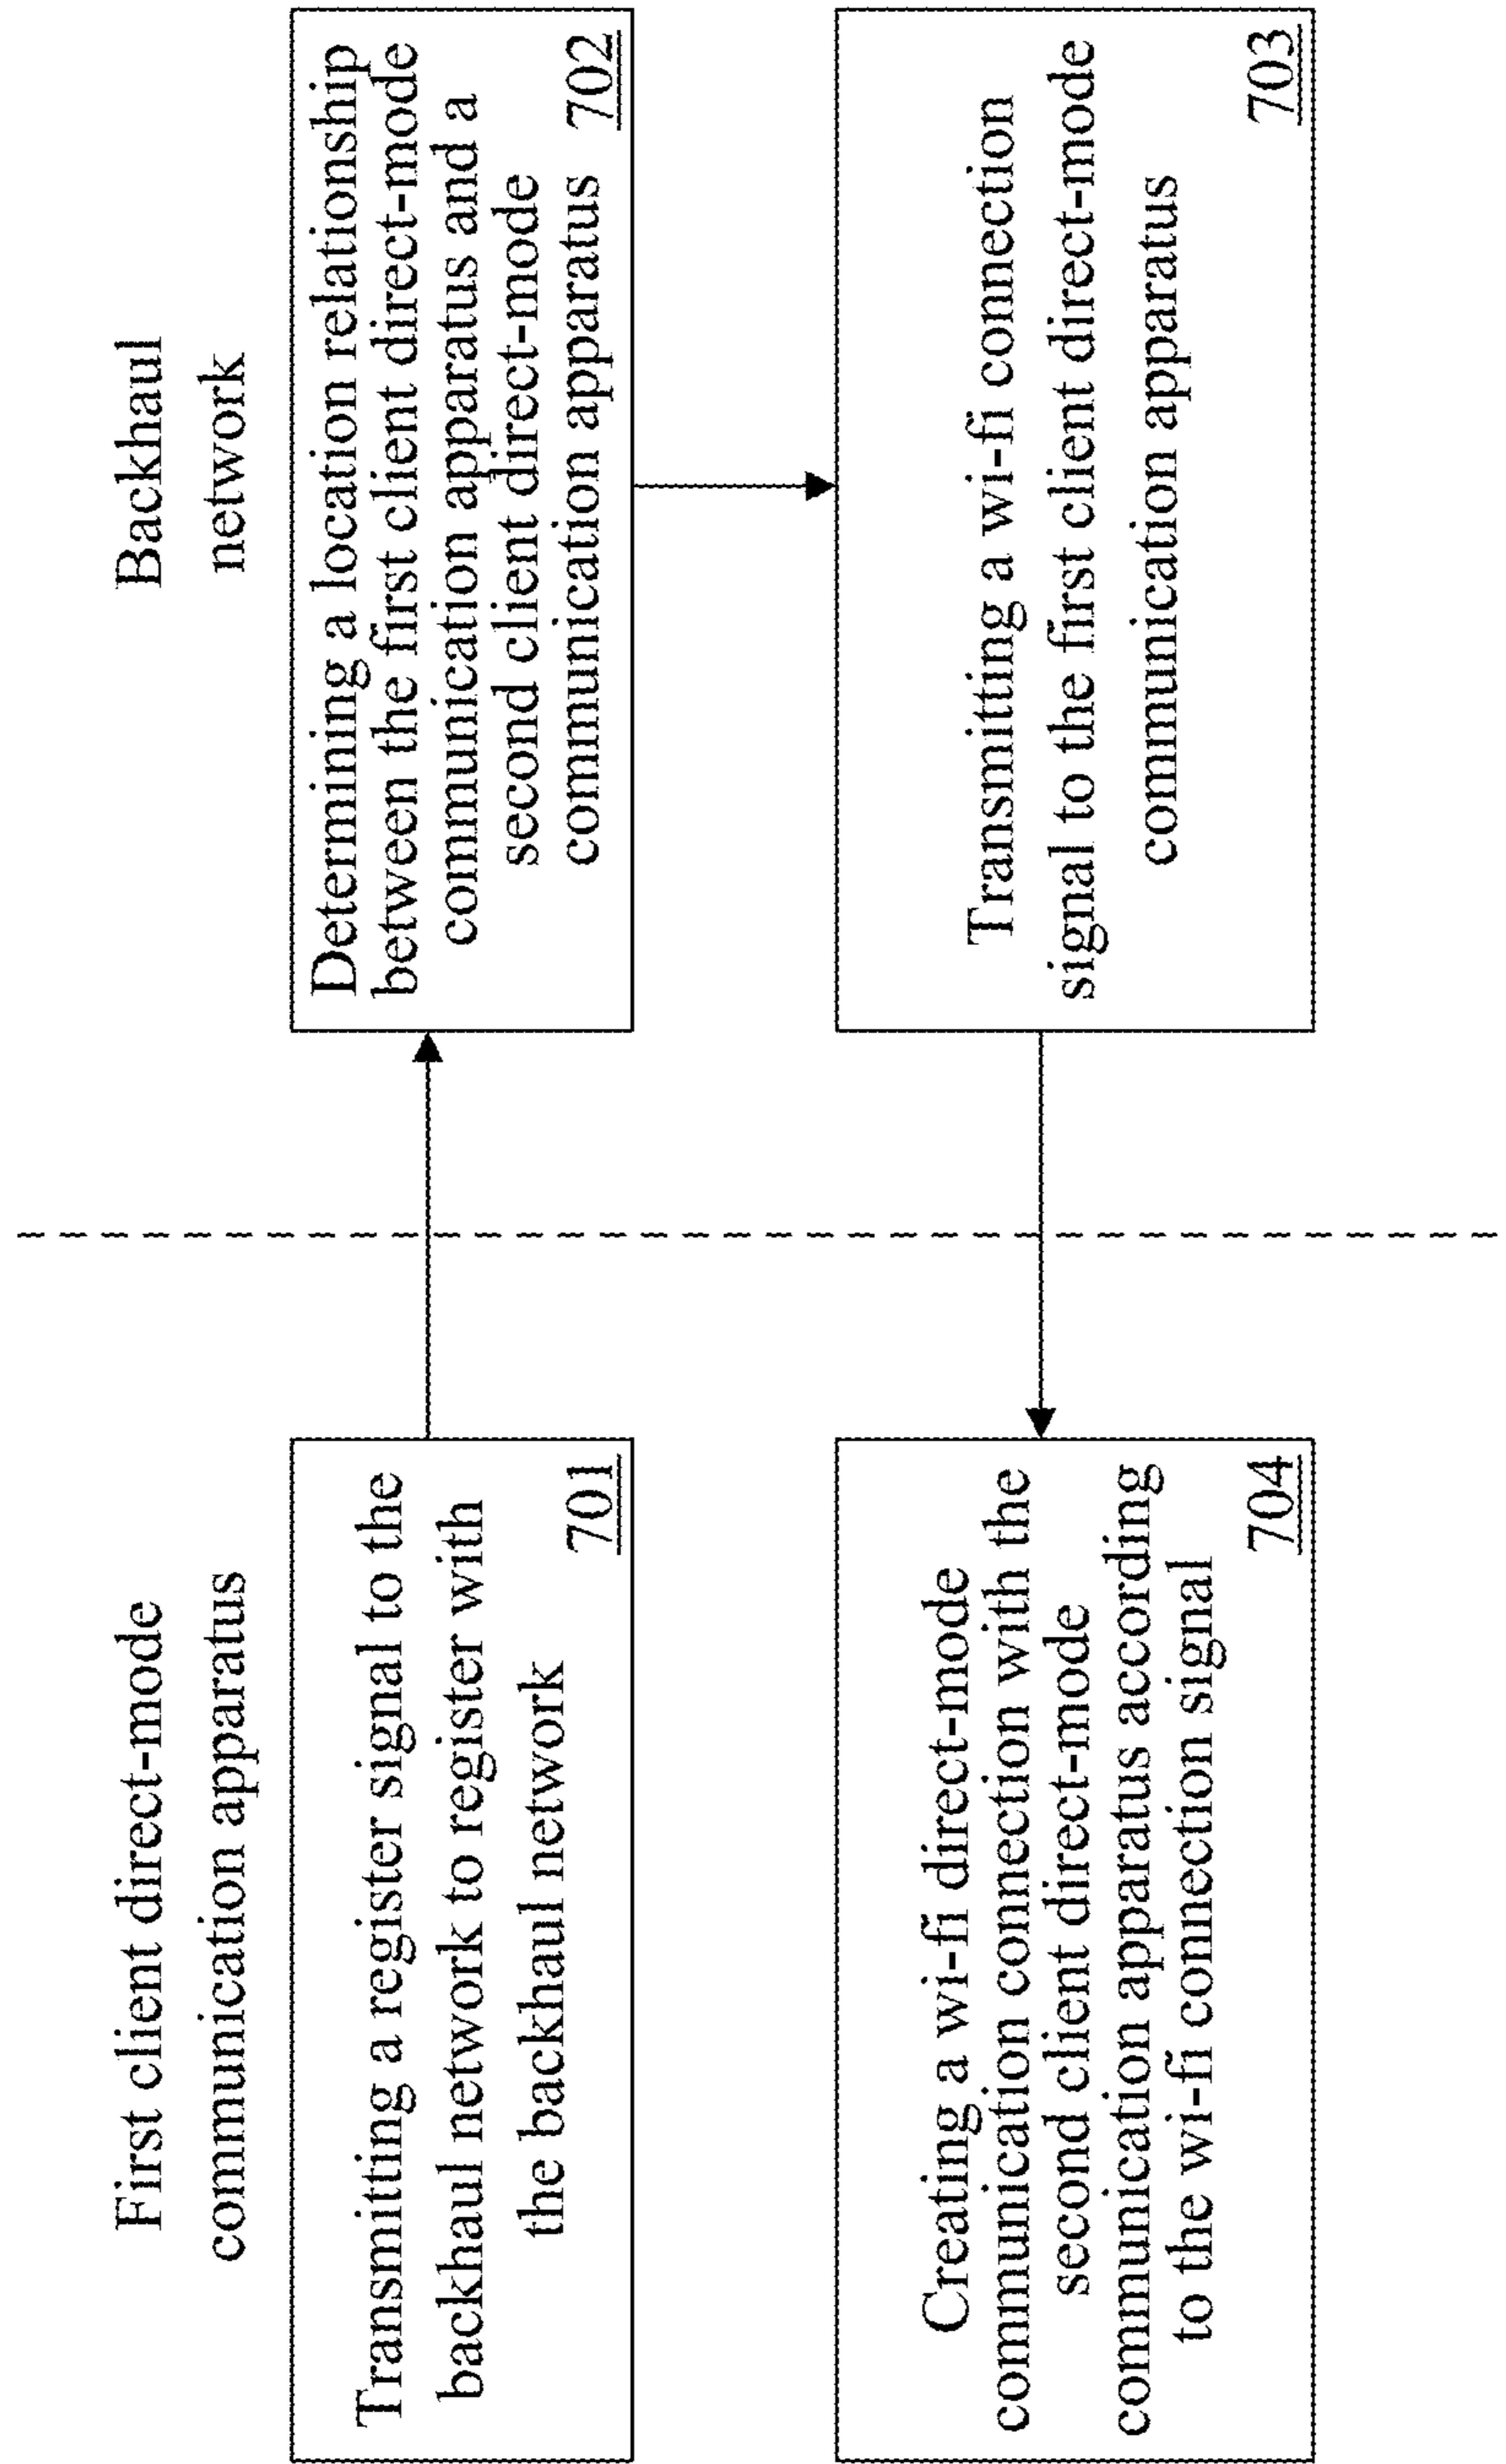 First client direct-mode
communication apparatus
Backhaul
network
Transmitting a register signal to the
backhaul network to register with
the backhaul network
701
Determining a location relationship
between the first client direct-mode
communication apparatus and a
second client direct-mode
communication apparatus 702
Transmitting a wi-fi connection
signal to the first client direct-mode
communication apparatus
703
Creating a wi-fi direct-mode
communication connection with the
second client direct-mode
communication apparatus according
to the wi-fi connection signal
704